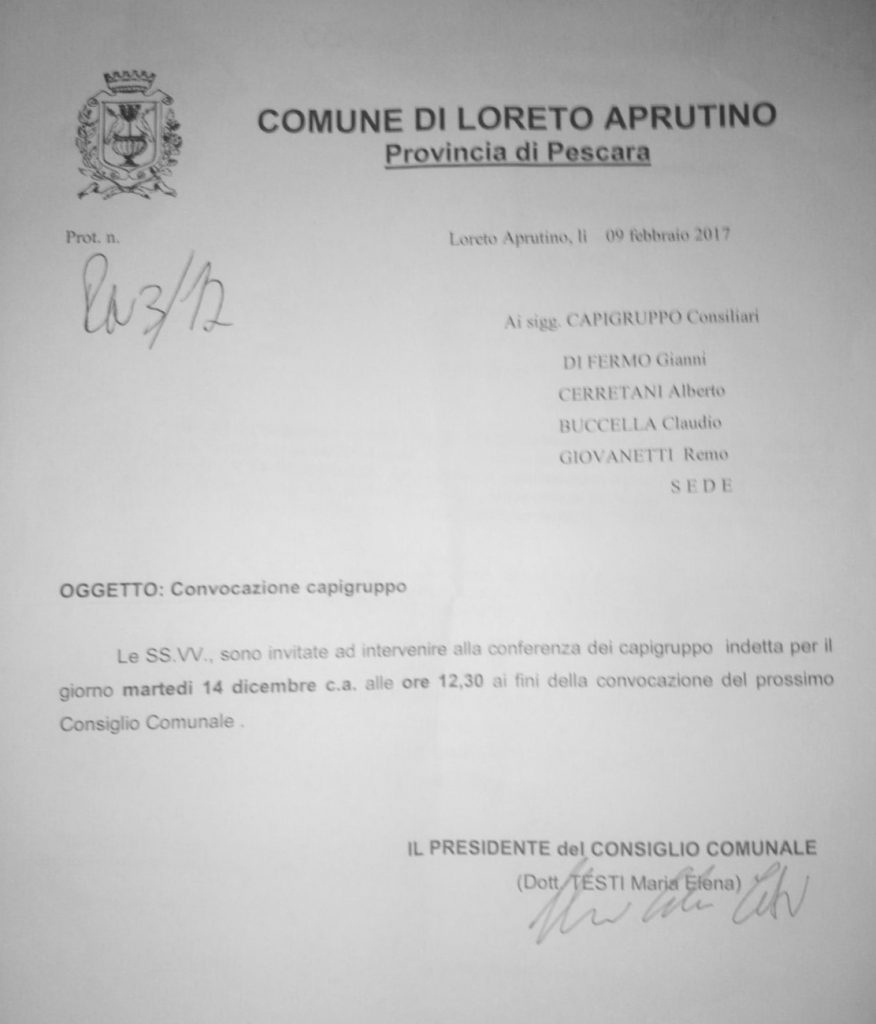 COMUNE DI LORETO APRUTINO
Provincia di Pescara
Prot. n.
Loreto Aprutino, lì 09 febbraio 2017
Ai sigg. CAPIGRUPPO Consiliari
DI FERMO Gianni
CERRETANI Alberto
BUCCELLA Claudio
GIOVANETTI Remo
S E D E
OGGETTO: Convocazione capigruppo
Le SS.VV., sono invitate ad intervenire alla conferenza dei capigruppo indetta per il
giorno martedì 14 dicembre c.a. alle ore 12,30 ai fini della convocazione del prossimo
Consiglio Comunale .
IL PRESIDENTE del CONSIGLIO COMUNALE
(Dott. TESTI Maria Elena)